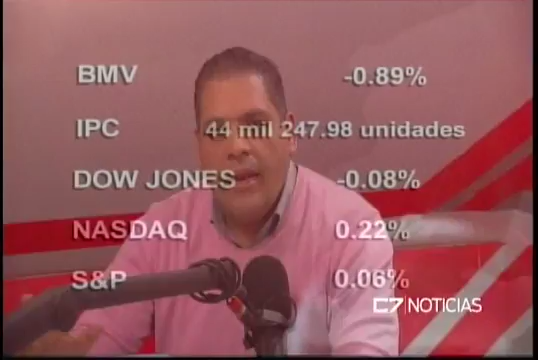 BMV -0.89%
IPC 44 mil 247.98 unidades
DOW JONES -0.08%
NASDAQ 0.22%
S&P 0.06%
C7 NOTICIAS